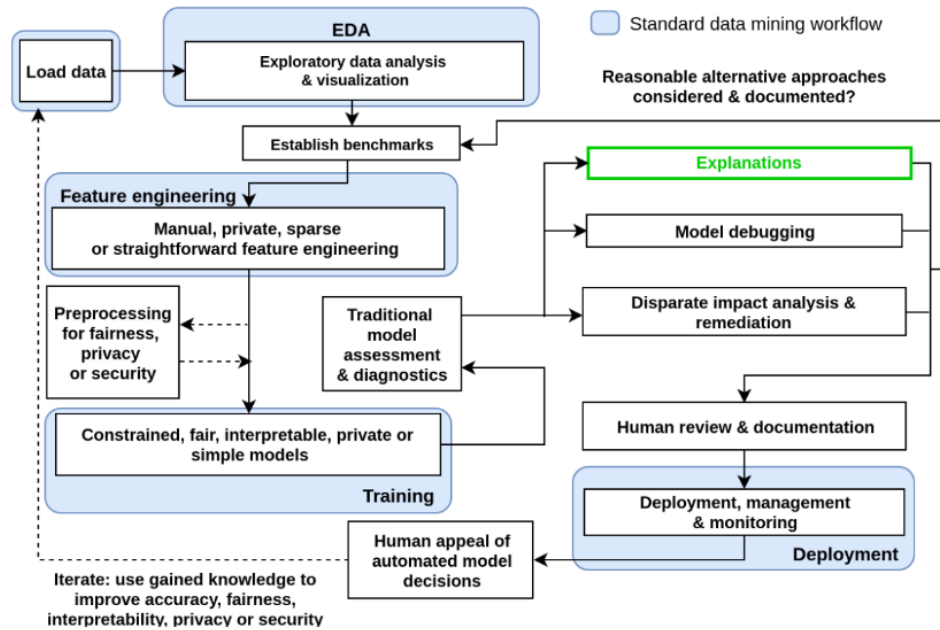 EDA
Standard data mining workflow
Load data
Exploratory data analysis
& visualization
Reasonable alternative approaches
considered & documented?
Establish benchmarks
Explanations
Feature engineering
Manual, private, sparse
or straightforward feature engineering
Model debugging
Preprocessing
for fairness,
privacy
or security
Traditional
model
assessment
& diagnostics
Disparate impact analysis &
remediation
Constrained, fair, interpretable, private or
simple models
Training
Human review & documentation
Deployment, management
& monitoring
Deployment
Human appeal of
automated model
decisions
Iterate: use gained knowledge to
improve accuracy, fairness,
interpretability, privacy or security